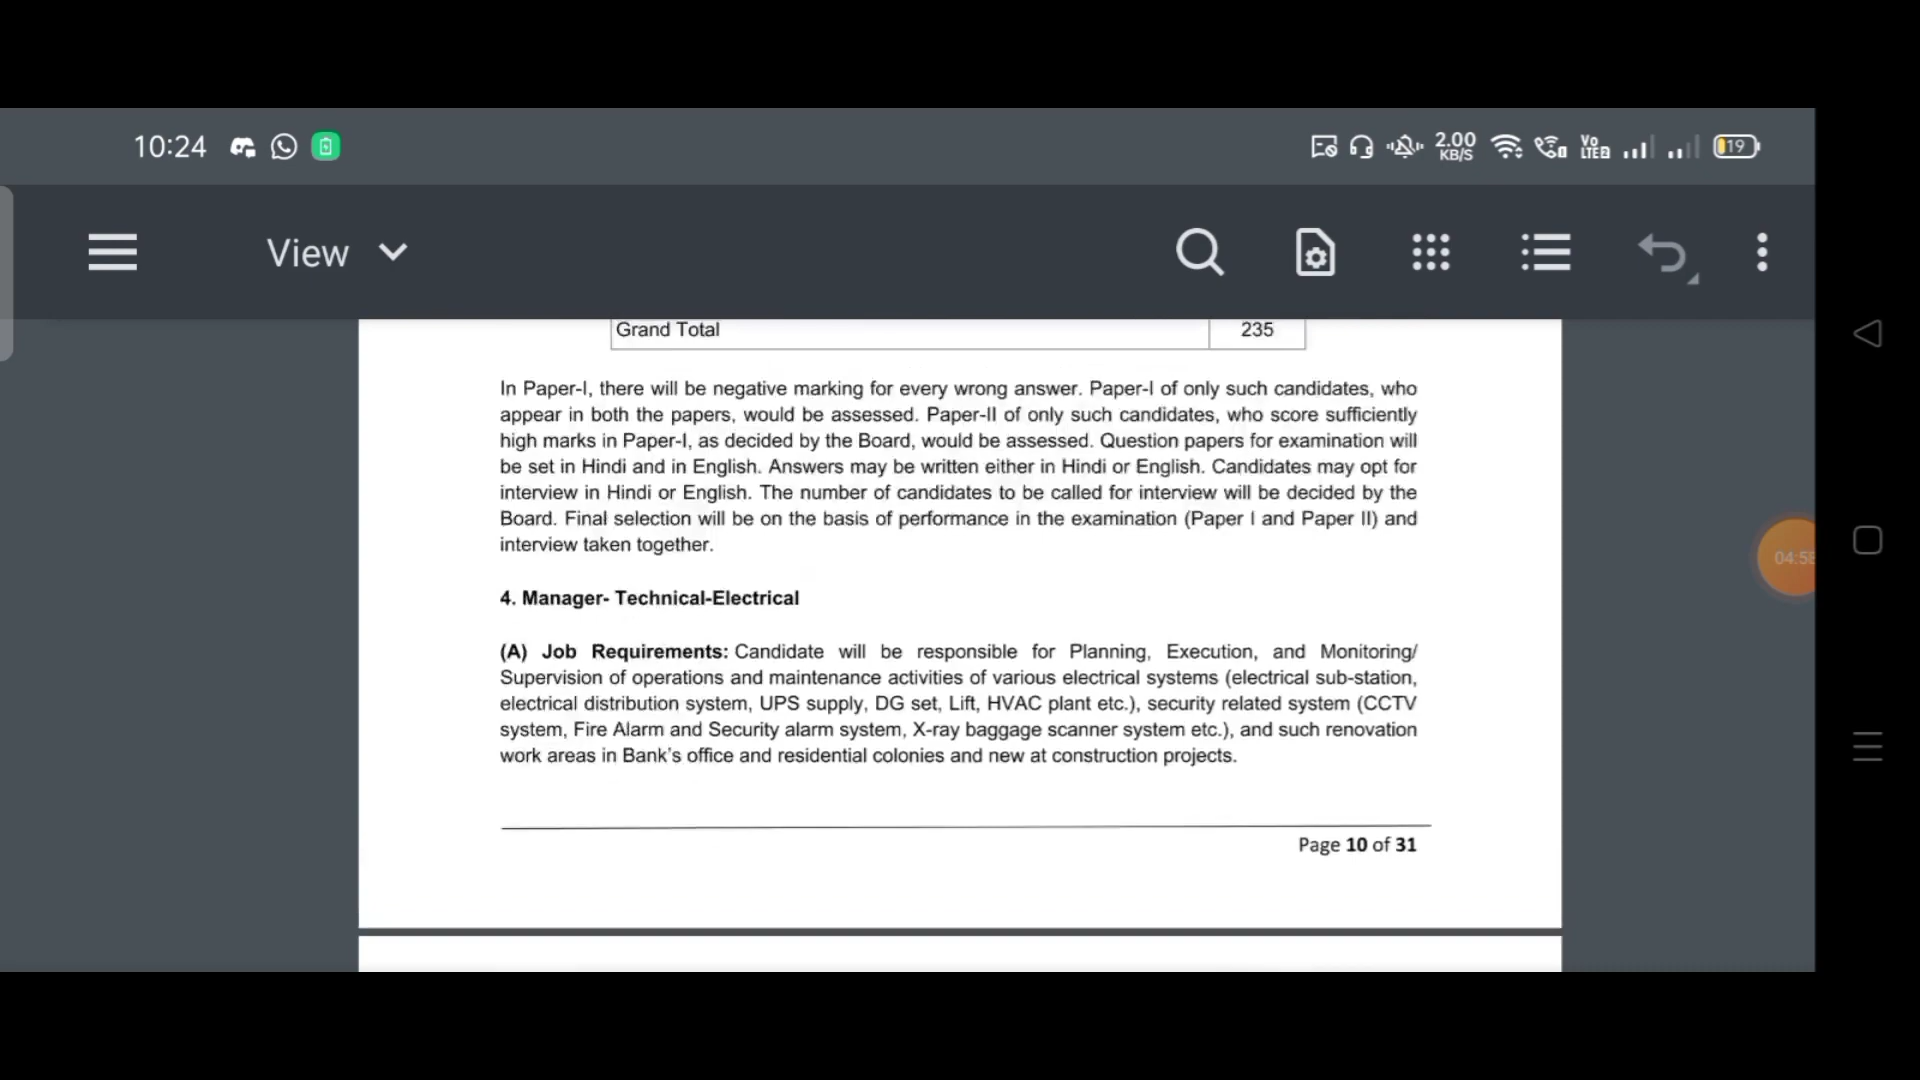 10:24
2.00
KB/S
Vo
LTE2
19
View
Grand Total 235
In Paper-I, there will be negative marking for every wrong answer. Paper-I of only such candidates, who
appear in both the papers, would be assessed. Paper-II of only such candidates, who score sufficiently
high marks in Paper-I, as decided by the Board, would be assessed. Question papers for examination will
be set in Hindi and in English. Answers may be written either in Hindi or English. Candidates may opt for
interview in Hindi or English. The number of candidates to be called for interview will be decided by the
Board. Final selection will be on the basis of performance in the examination (Paper I and Paper II) and
interview taken together.
4. Manager- Technical-Electrical
(A) Job Requirements: Candidate will be responsible for Planning, Execution, and Monitoring/
Supervision of operations and maintenance activities of various electrical systems (electrical sub-station,
electrical distribution system, UPS supply, DG set, Lift, HVAC plant etc.), security related system (CCTV
system, Fire Alarm and Security alarm system, X-ray baggage scanner system etc.), and such renovation
work areas in Bank's office and residential colonies and new at construction projects.
Page 10 of 31